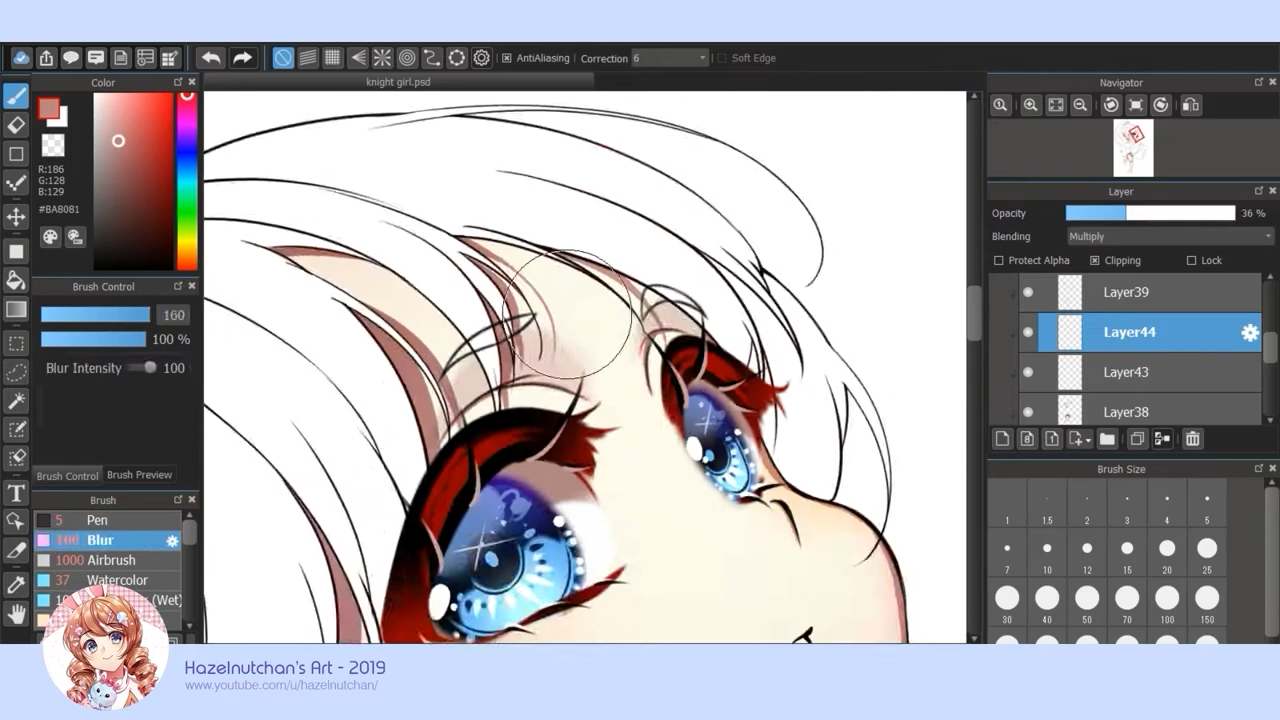 AntiAliasing Correction 6 Soft Edge
Color
knight girl.psd
Navigator
R:186
G:128
B:129
#BA8081
Layer
Opacity 36 %
Blending Multiply
Protect Alpha Clipping Lock
Brush Control
160
100 %
Blur Intensity 100
Layer39
Layer44
Layer43
Layer38
Brush Control Brush Preview
Brush Size
Brush
5 Pen
Blur
1000 Airbrush
37 Watercolor
(Wet)
1 1.5 2 3 4 5
7 10 12 15 20 25
30 40 50 70 100 150
Hazelnutchan's Art - 2019
www.youtube.com/u/hazelnutchan/